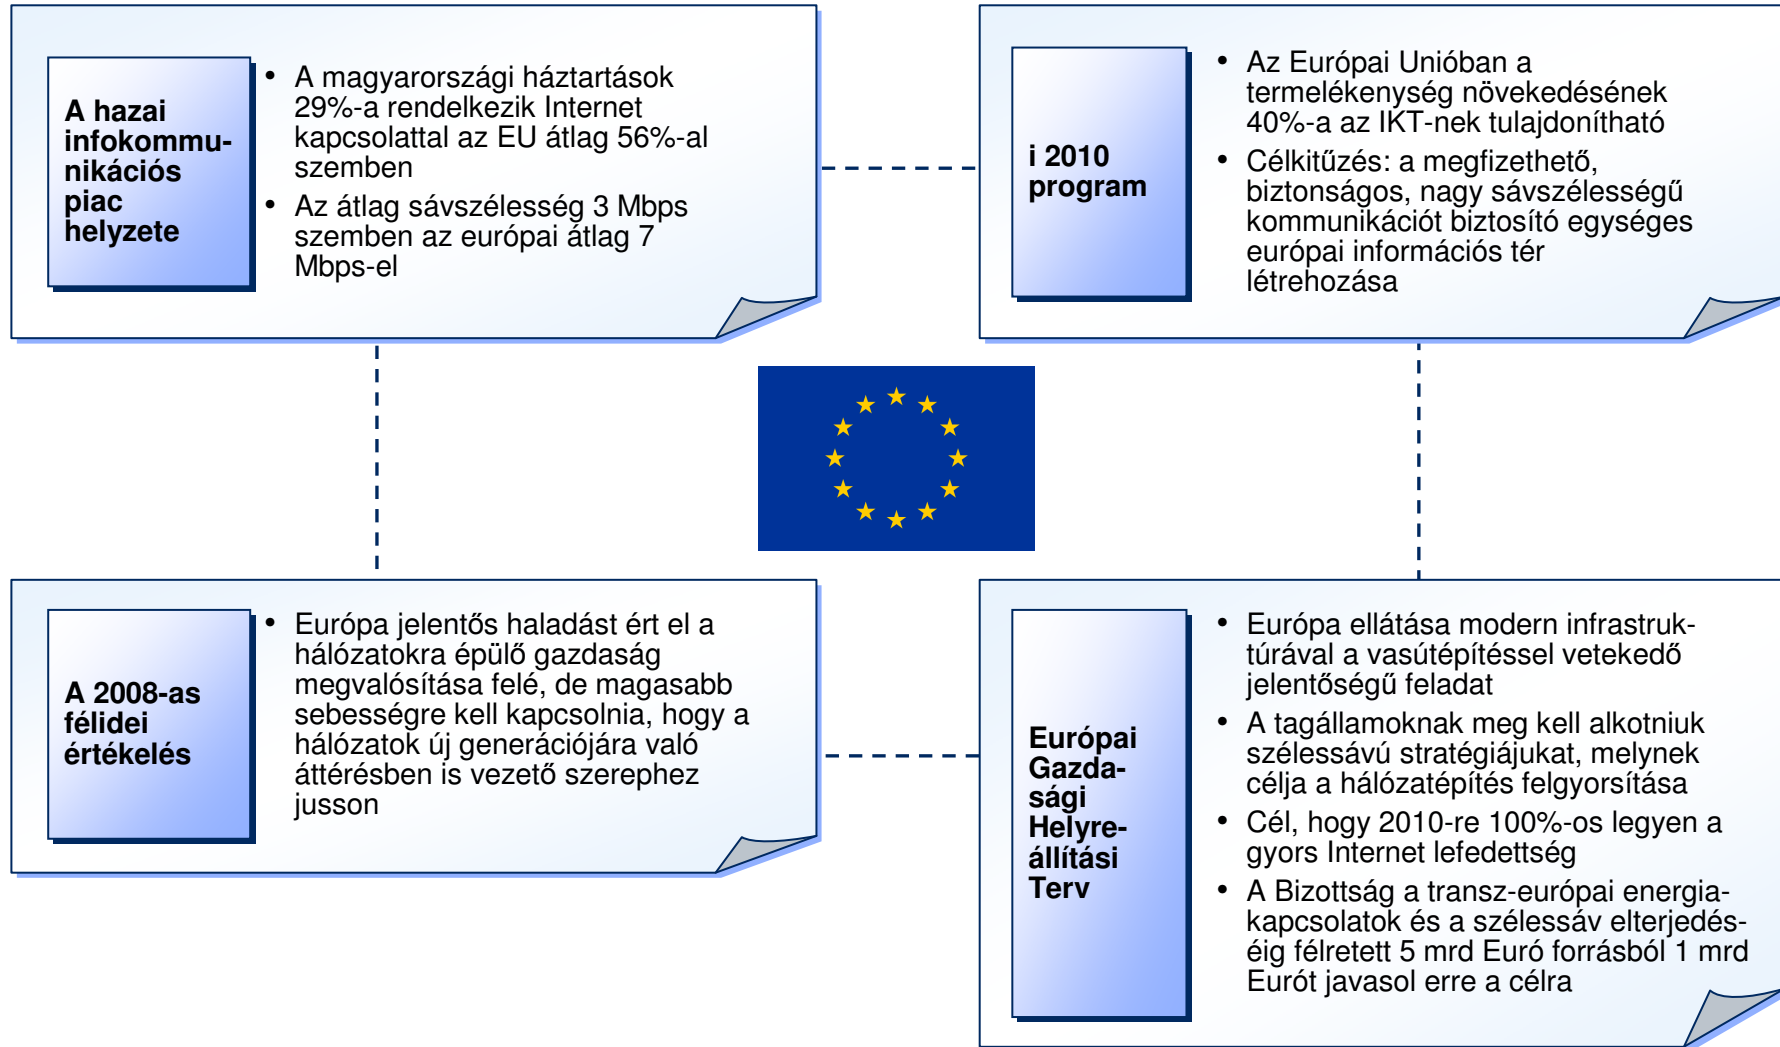 A hazai
infokommu-
nikációs
piac
helyzete
• A magyarországi háztartások
29%-a rendelkezik Internet
kapcsolattal az EU átlag 56%-al
szemben
• Az átlag sávszélesség 3 Mbps
szemben az európai átlag 7
Mbps-el
i 2010
program
• Az Európai Unióban a
termelékenység növekedésének
40%-a az IKT-nek tulajdonítható
• Célkitűzés: a megfizethető,
biztonságos, nagy sávszélességű
kommunikációt biztosító egységes
európai információs tér
létrehozása
A 2008-as
félidei
értékelés
• Európa jelentős haladást ért el a
hálózatokra épülő gazdaság
megvalósítása felé, de magasabb
sebességre kell kapcsolnia, hogy a
hálózatok új generációjára való
áttérésben is vezető szerephez
jusson
Európai
Gazda-
sági
Helyre-
állítási
Terv
• Európa ellátása modern infrastruk-
túrával a vasútépítéssel vetekedő
jelentőségű feladat
• A tagállamoknak meg kell alkotniuk
szélessávú stratégiájukat, melynek
célja a hálózatépítés felgyorsítása
• Cél, hogy 2010-re 100%-os legyen a
gyors Internet lefedettség
• A Bizottság a transz-európai energia-
kapcsolatok és a szélessáv elterjedés-
éig félretett 5 mrd Euró forrásból 1 mrd
Eurót javasol erre a célra